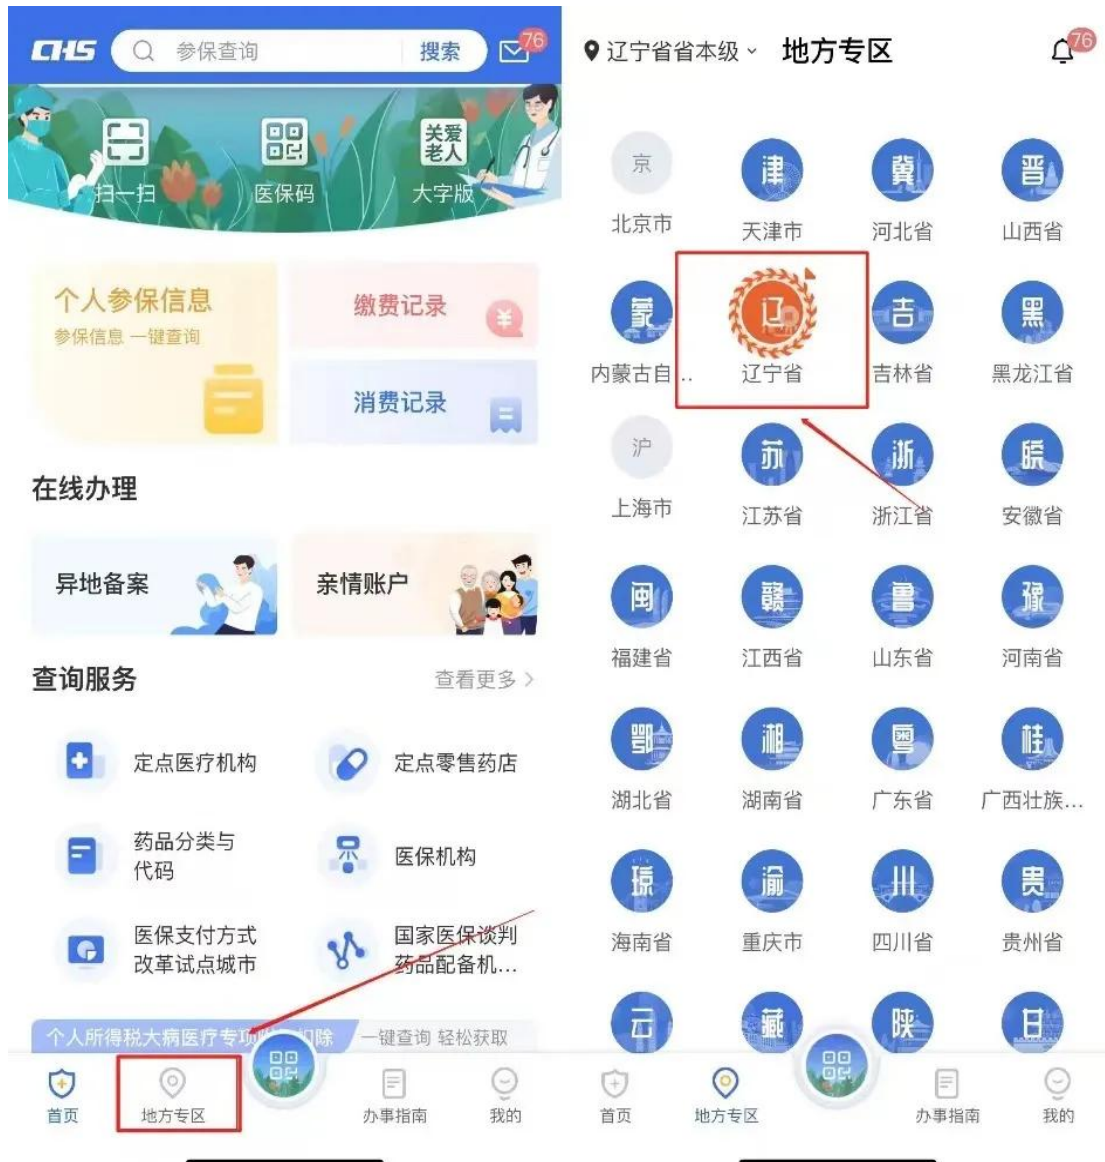 CHS
参保查询
搜索
76
扫一扫
医保码
关爱
老人
大字版
个人参保信息
参保信息 一键查询
缴费记录
消费记录
在线办理
异地备案
亲情账户
查询服务
查看更多
定点医疗机构
定点零售药店
药品分类与
代码
医保机构
医保支付方式
改革试点城市
国家医保谈判
药品配备机...
个人所得税大病医疗专项
扣除
一键查询 轻松获取
首页
地方专区
办事指南
我的
辽宁省省本级
地方专区
76
京
津
冀
晋
北京市
天津市
河北省
山西省
蒙
辽
吉
黑
内蒙古自...
辽宁省
吉林省
黑龙江省
沪
苏
浙
皖
上海市
江苏省
浙江省
安徽省
闽
赣
鲁
豫
福建省
江西省
山东省
河南省
鄂
湘
粤
桂
湖北省
湖南省
广东省
广西壮族...
琼
渝
川
贵
海南省
重庆市
四川省
贵州省
云
藏
陕
甘
首页
地方专区
办事指南
我的